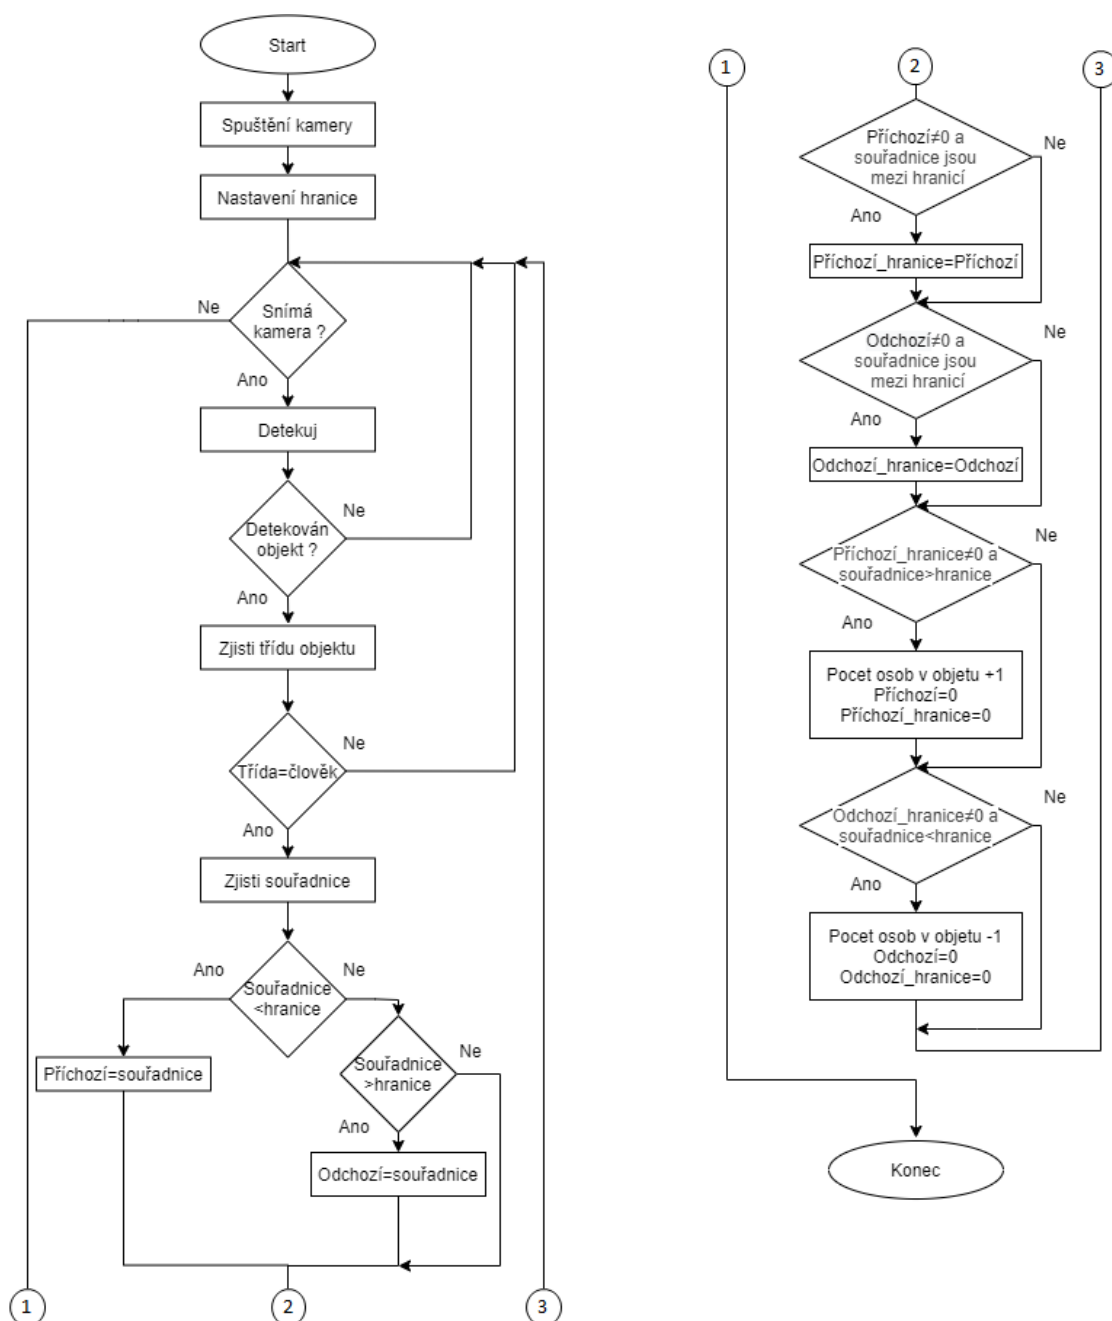 Start
Spuštění kamery
Nastavení hranice
Ne
Snímá
kamera ?
Ano
Detekuj
Ne
Detekován
objekt ?
Ano
Zjisti třídu objektu
Ne
Třída=člověk
Ano
Zjisti souřadnice
Ano
Ne
Souřadnice
<hranice
Příchozí=souřadnice
Ne
Souřadnice
>hranice
Ano
Odchozí=souřadnice
1
2
3
1
2
3
Ne
Příchozí≠0 a
souřadnice jsou
mezi hranicí
Ano
Příchozí_hranice=Příchozí
Ne
Odchozí≠0 a
souřadnice jsou
mezi hranicí
Ano
Odchozí_hranice=Odchozí
Ne
Příchozí_hranice≠0 a
souřadnice>hranice
Ano
Pocet osob v objetu +1
Příchozí=0
Příchozí_hranice=0
Ne
Odchozí_hranice≠0 a
souřadnice<hranice
Ano
Pocet osob v objetu -1
Odchozí=0
Odchozí_hranice=0
Konec